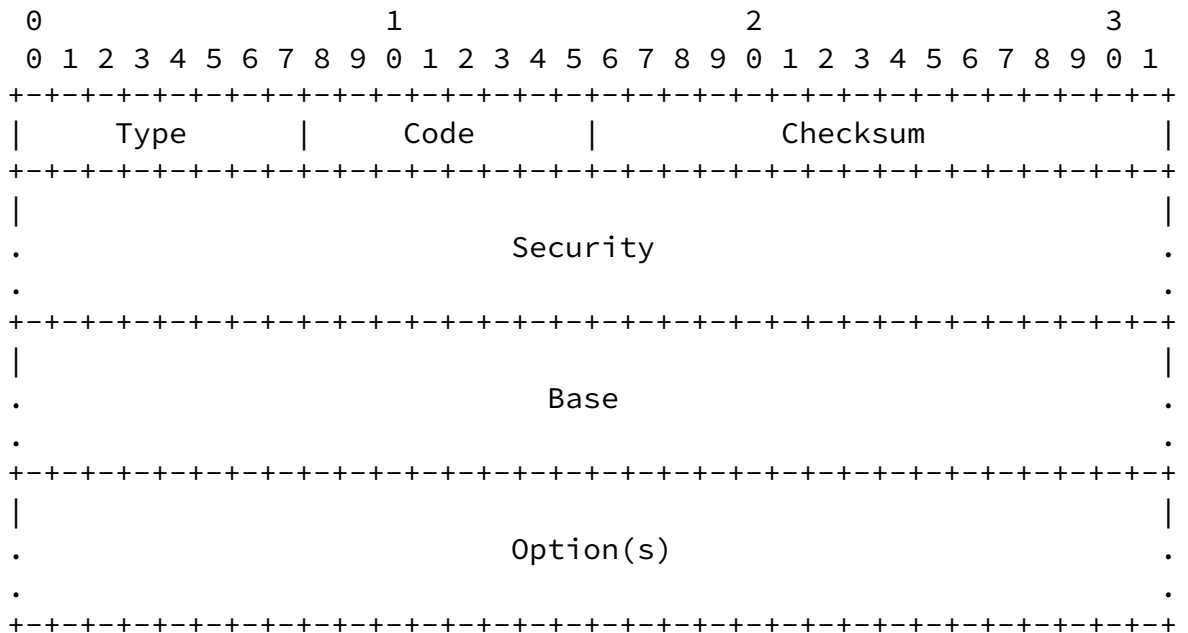 0                   1                   2                   3
0 1 2 3 4 5 6 7 8 9 0 1 2 3 4 5 6 7 8 9 0 1 2 3 4 5 6 7 8 9 0 1
+-+-+-+-+-+-+-+-+-+-+-+-+-+-+-+-+-+-+-+-+-+-+-+-+-+-+-+-+-+-+-+-+
|     Type      |     Code      |          Checksum             |
+-+-+-+-+-+-+-+-+-+-+-+-+-+-+-+-+-+-+-+-+-+-+-+-+-+-+-+-+-+-+-+-+
|                                                               |
.                           Security                            .
.                                                               .
+-+-+-+-+-+-+-+-+-+-+-+-+-+-+-+-+-+-+-+-+-+-+-+-+-+-+-+-+-+-+-+-+
|                                                               |
.                             Base                              .
.                                                               .
+-+-+-+-+-+-+-+-+-+-+-+-+-+-+-+-+-+-+-+-+-+-+-+-+-+-+-+-+-+-+-+-+
|                                                               |
.                           Option(s)                           .
.                                                               .
+-+-+-+-+-+-+-+-+-+-+-+-+-+-+-+-+-+-+-+-+-+-+-+-+-+-+-+-+-+-+-+-+